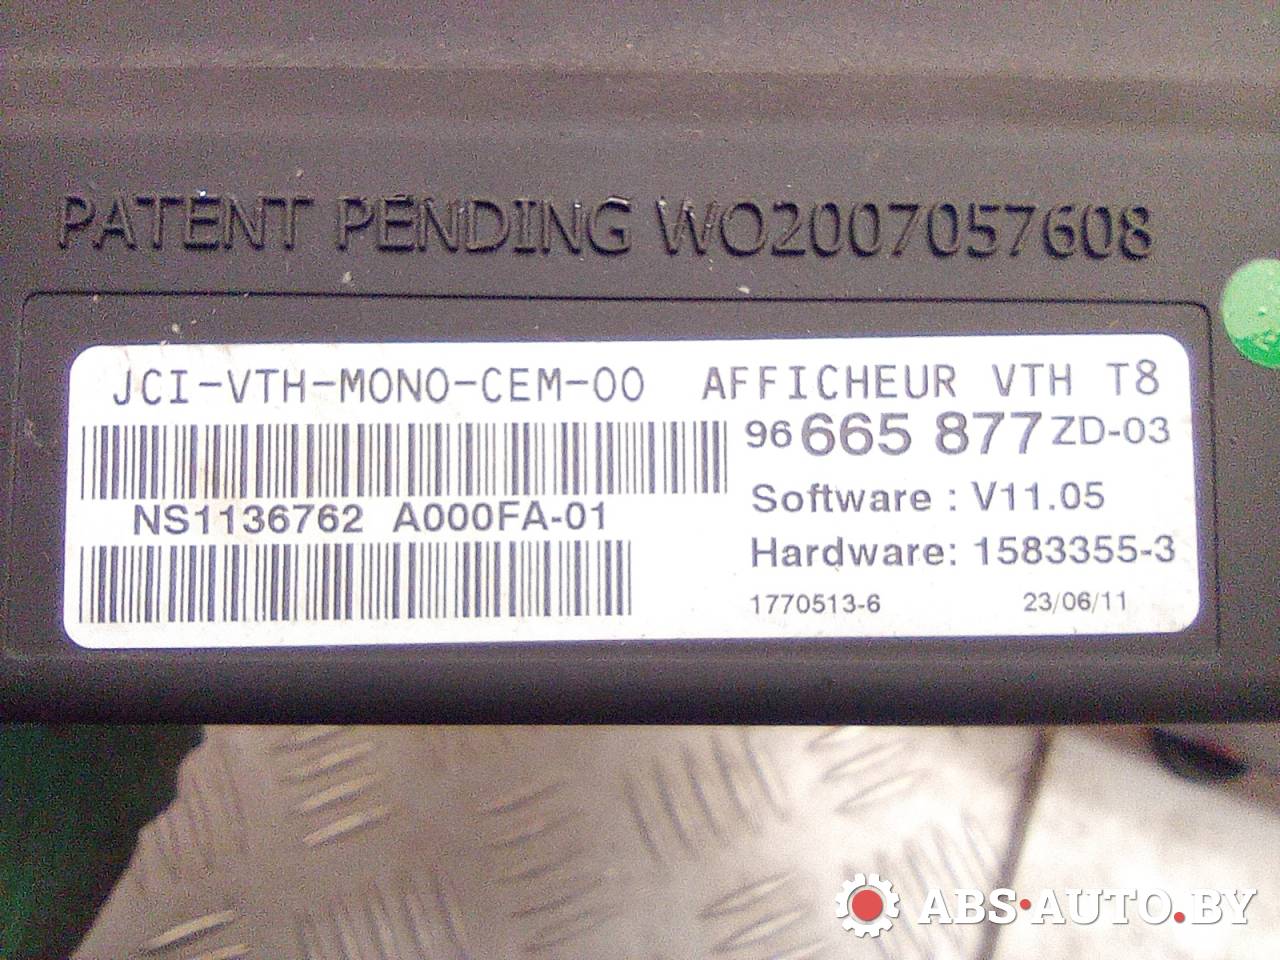 PATENT PENDING WO2007057608
JCI-VTH-MONO-CEM-00 AFFICHEUR VTH T8
96 665 877 ZD-03
NS1136762 A000FA-01
Software : V11.05
Hardware: 1583355-3
1770513-6 23/06/11
ABS·AUTO.BY